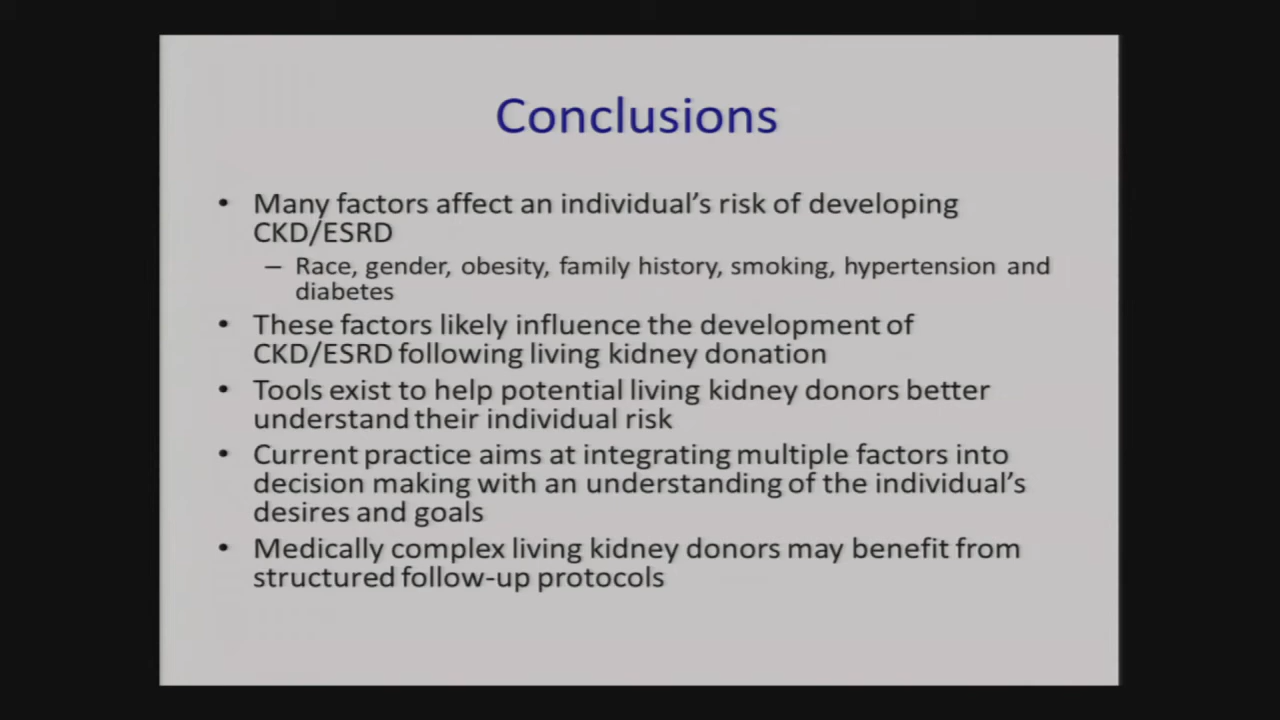 Conclusions
• Many factors affect an individual's risk of developing
CKD/ESRD
– Race, gender, obesity, family history, smoking, hypertension and
diabetes
• These factors likely influence the development of
CKD/ESRD following living kidney donation
• Tools exist to help potential living kidney donors better
understand their individual risk
• Current practice aims at integrating multiple factors into
decision making with an understanding of the individual's
desires and goals
• Medically complex living kidney donors may benefit from
structured follow-up protocols